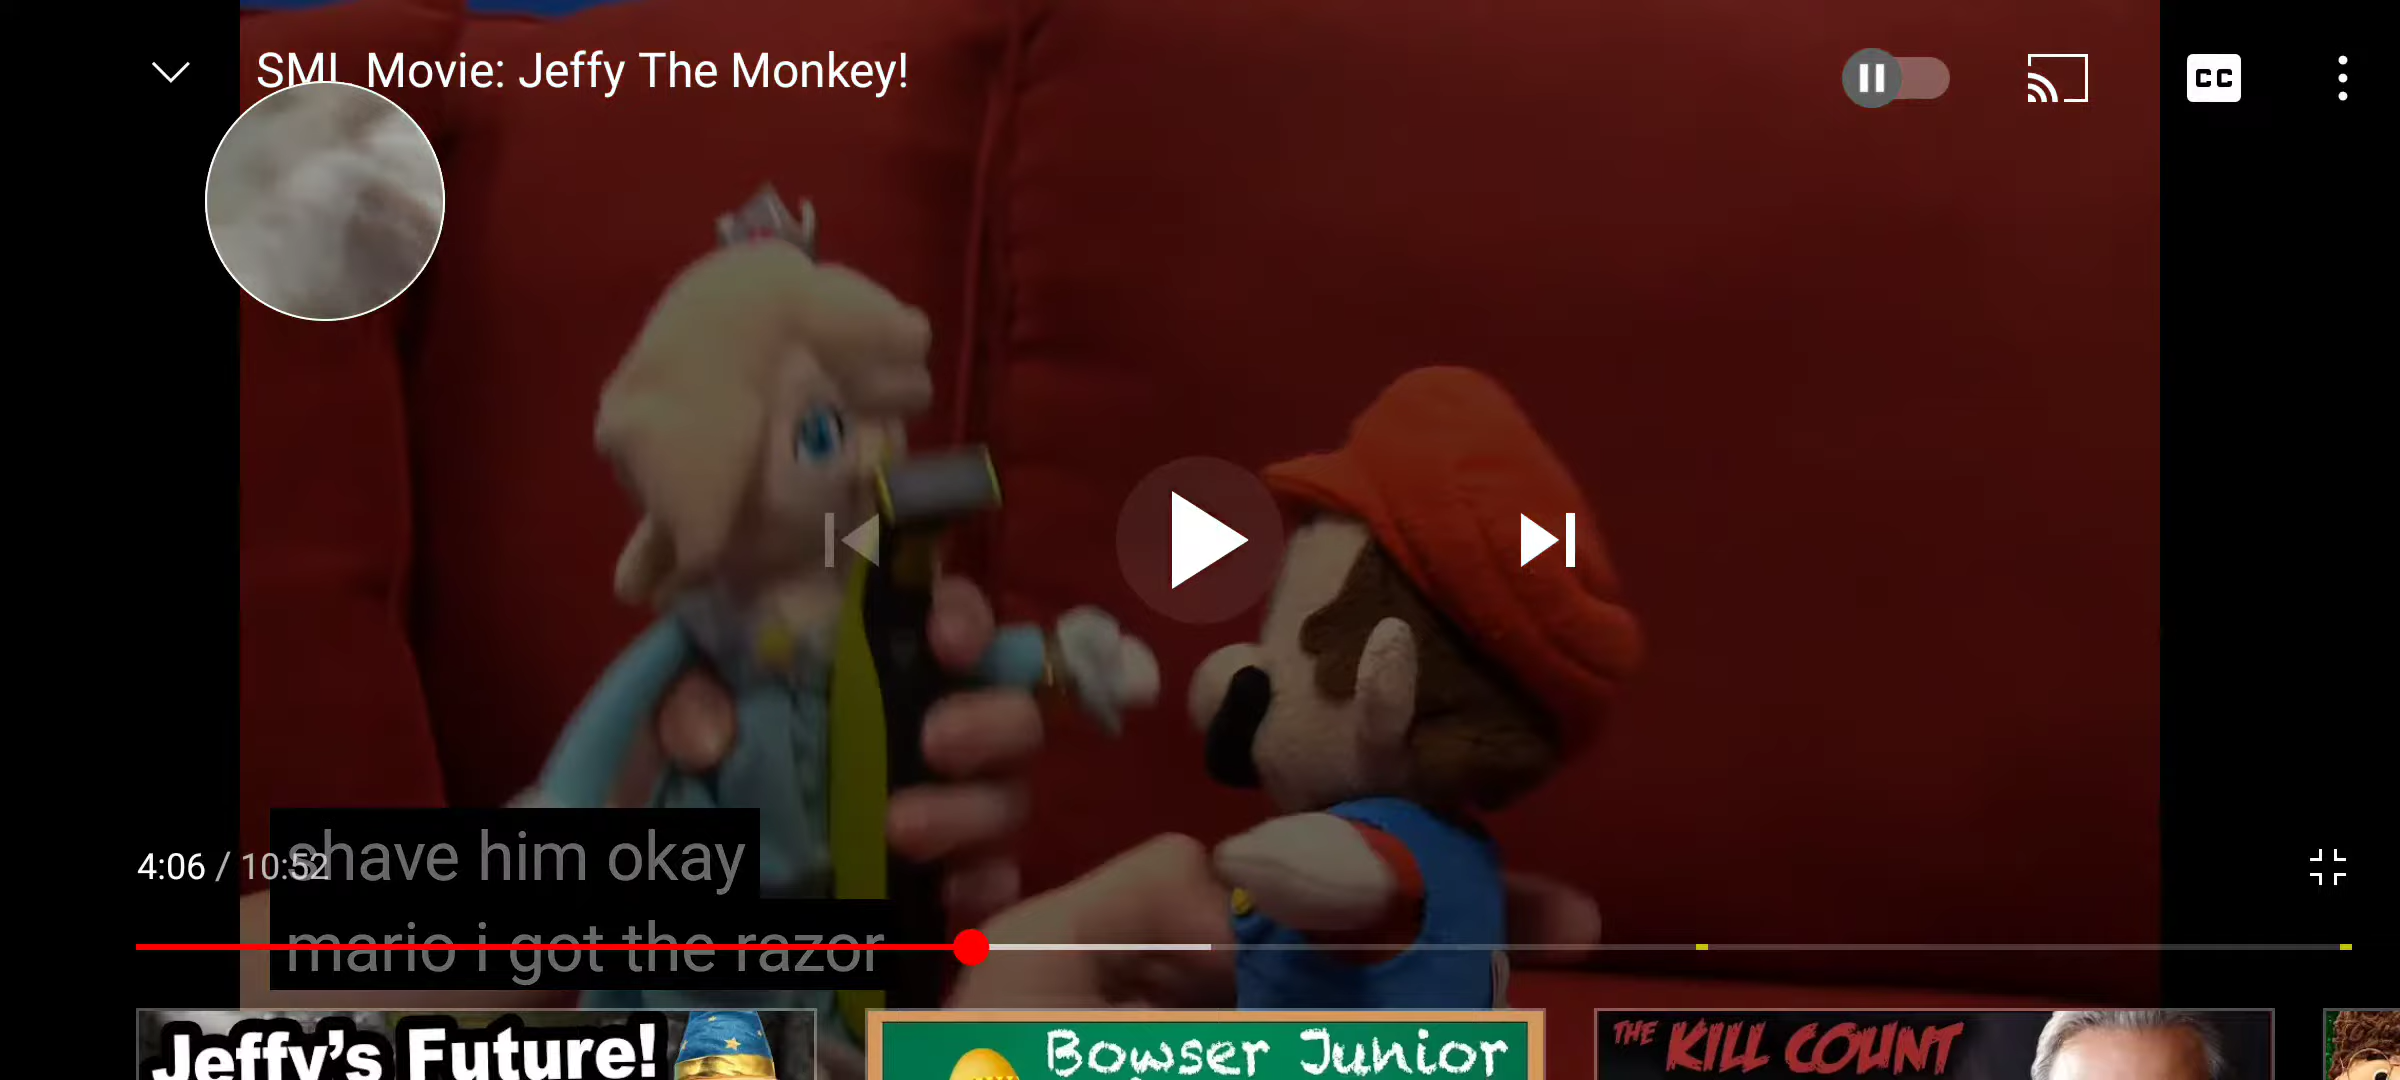 SML Movie: Jeffy The Monkey!
CC
shave him okay
4:06 / 10:52
mario i got the razor
Jeffy's Future!
Bowser Junior
THE KILL COUNT